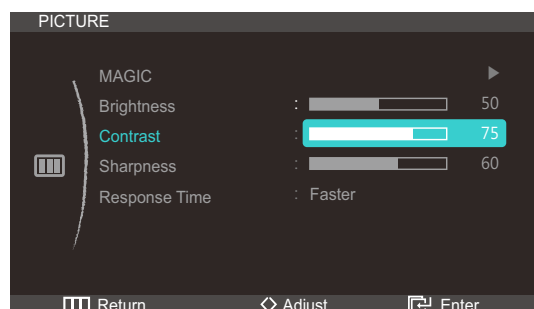 PICTURE
MAGIC
Brightness : 50
Contrast : 75
Sharpness : 60
Response Time : Faster
Return Adjust Enter